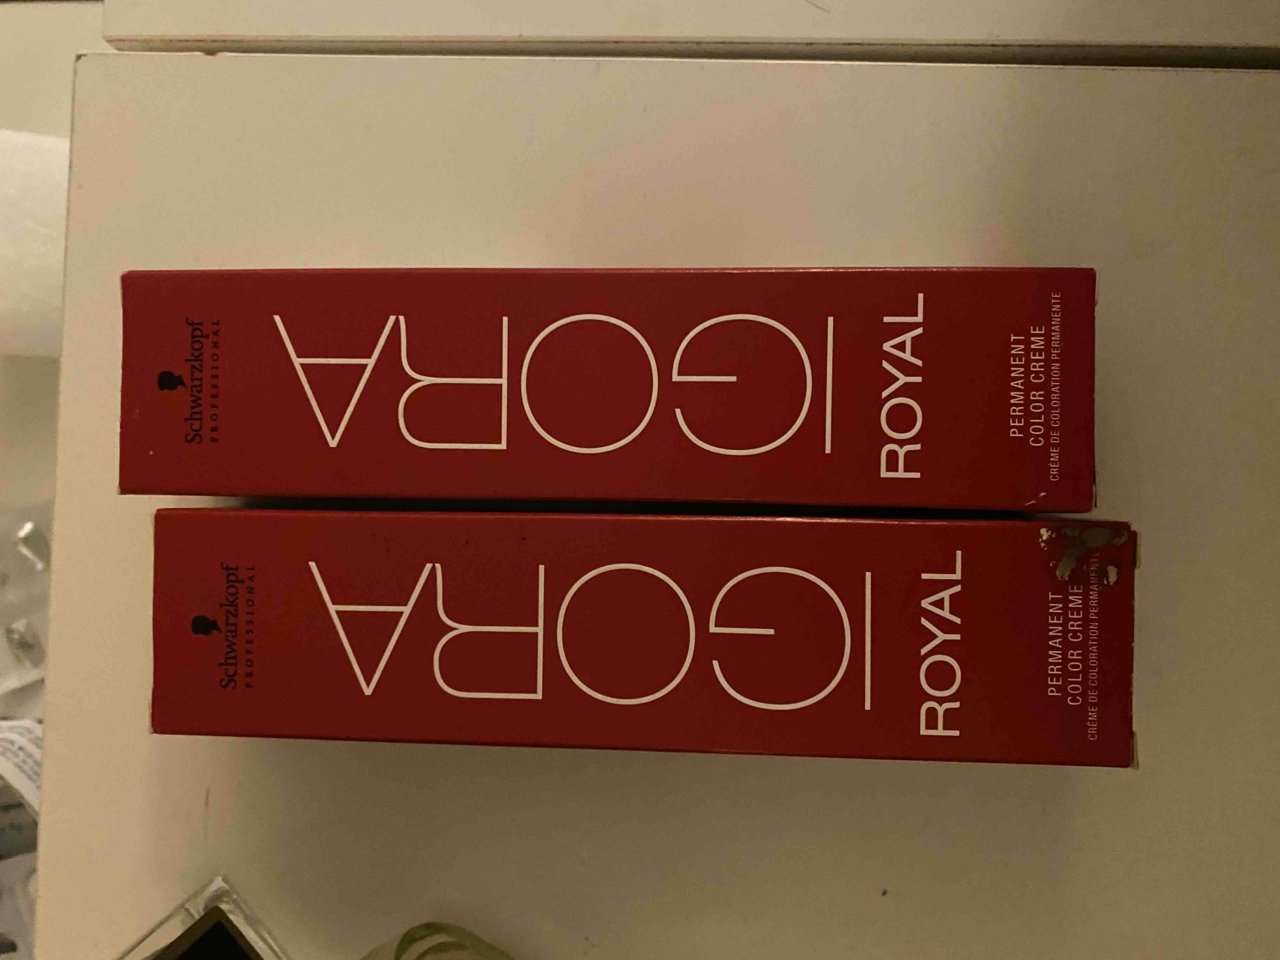 Schwarzkopf
PROFESSIONAL
IGORA
ROYAL
PERMANENT
COLOR CREME
CRÈME DE COLORATION PERMANENTE
Schwarzkopf
PROFESSIONAL
IGORA
ROYAL
PERMANENT
COLOR CREME
CRÈME DE COLORATION PERMANENTE